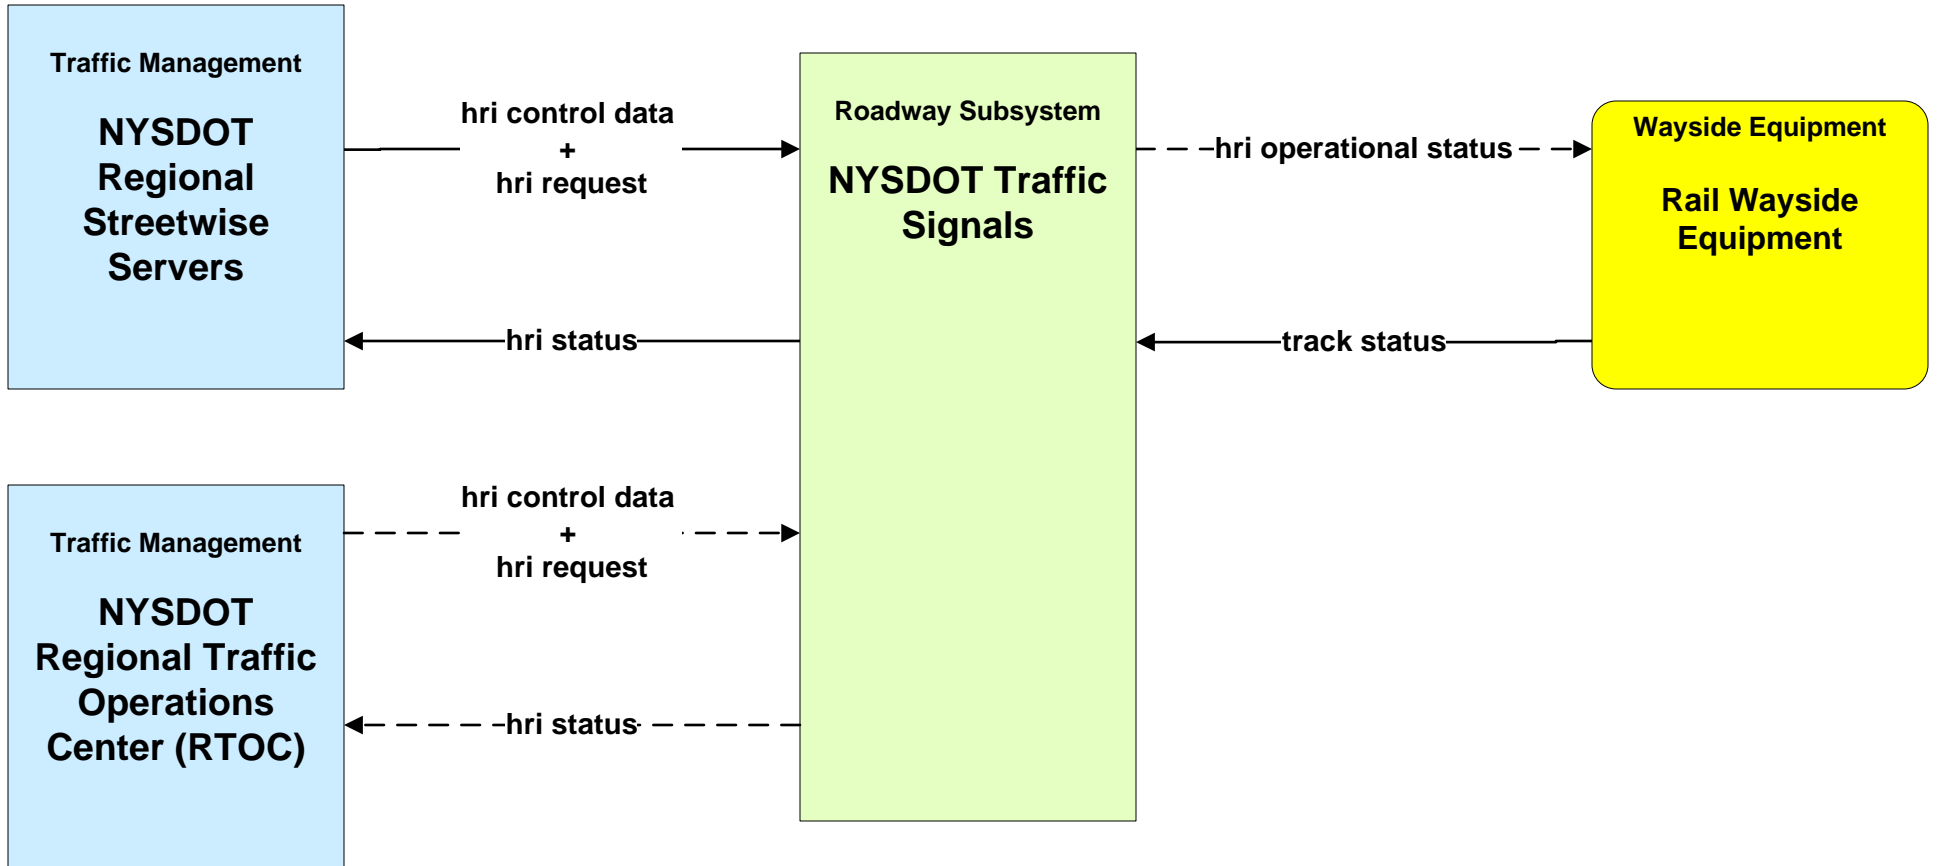 Traffic Management
NYSDOT
Regional
Streetwise
Servers
hri control data
+
hri request
hri status
Roadway Subsystem
NYSDOT Traffic
Signals
hri operational status
track status
Wayside Equipment
Rail Wayside
Equipment
Traffic Management
NYSDOT
Regional Traffic
Operations
Center (RTOC)
hri control data
+
hri request
hri status